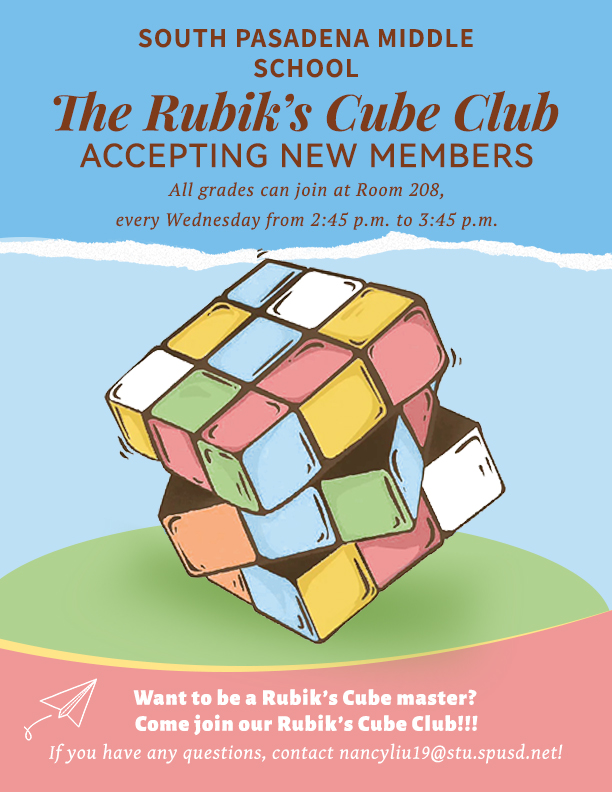 SOUTH PASADENA MIDDLE
SCHOOL
The Rubik's Cube Club
ACCEPTING NEW MEMBERS
All grades can join at Room 208,
every Wednesday from 2:45 p.m. to 3:45 p.m.
Want to be a Rubik's Cube master?
Come join our Rubik's Cube Club!!!
If you have any questions, contact nancyliu19@stu.spusd.net!